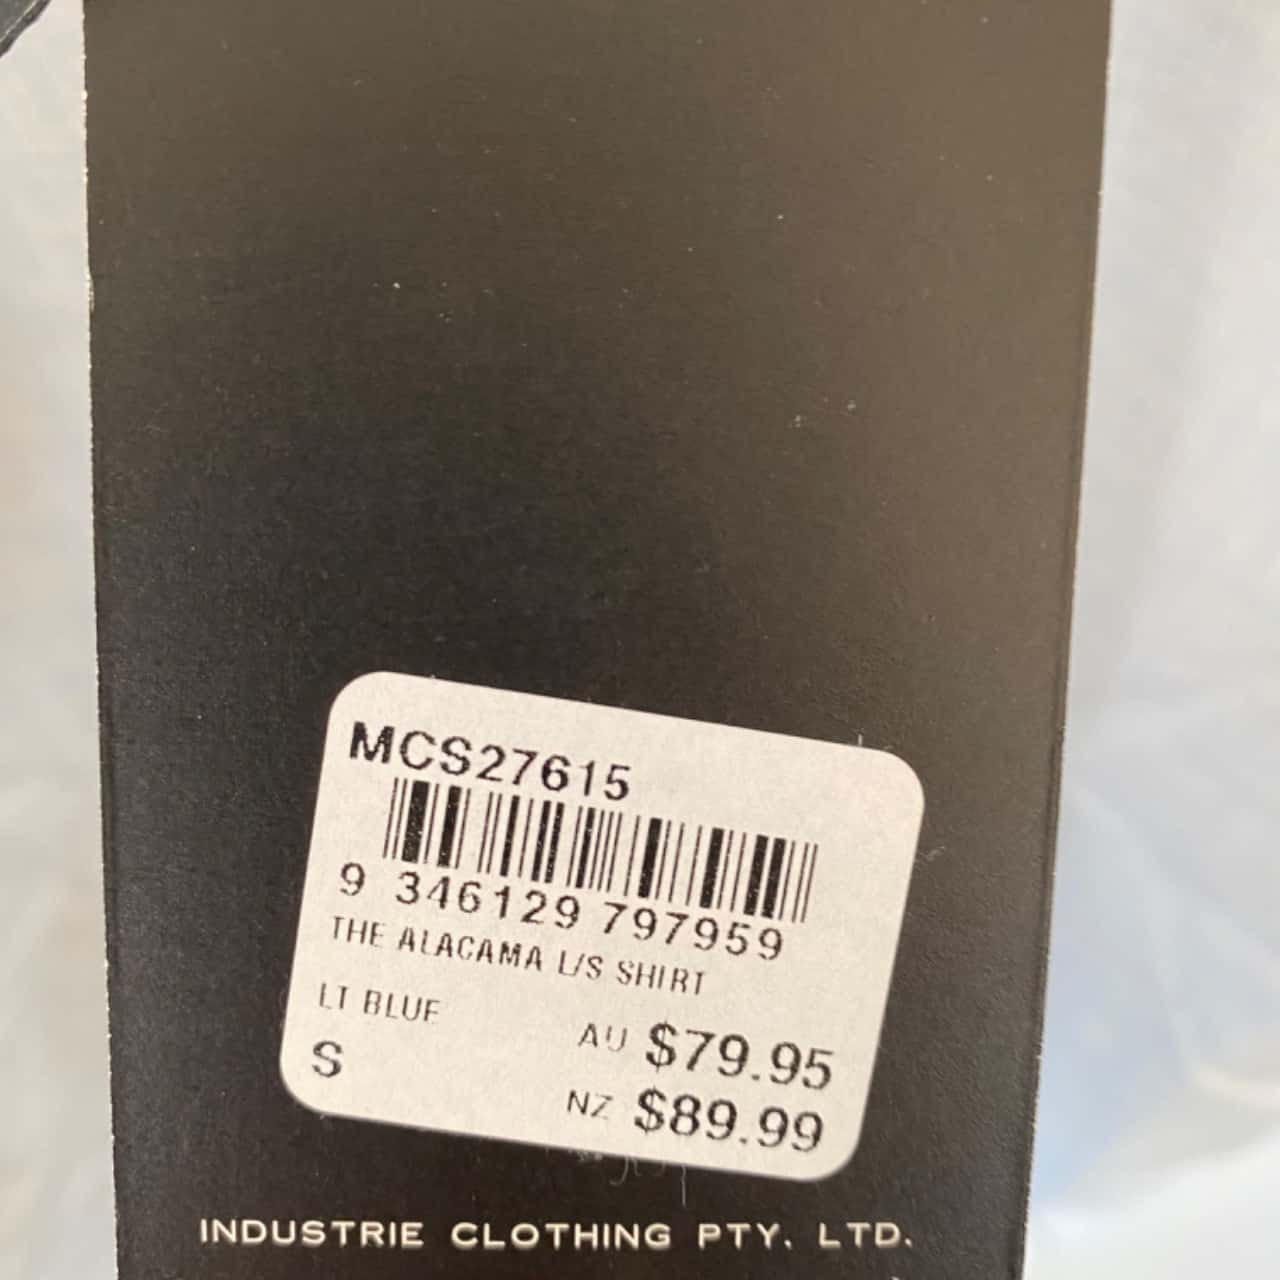 MCS27615
9 346129 797959
THE ALACAMA L/S SHIRT
LT BLUE
AU $79.95
S
NZ $89.99
INDUSTRIE CLOTHING PTY. LTD.